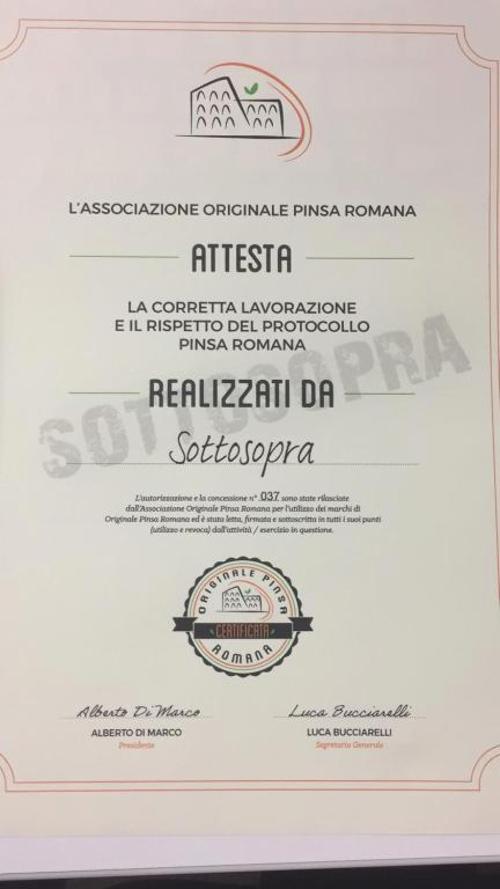 L'ASSOCIAZIONE ORIGINALE PINSA ROMANA
ATTESTA
LA CORRETTA LAVORAZIONE
E IL RISPETTO DEL PROTOCOLLO
PINSA ROMANA
SOTTOSOPRA
REALIZZATI DA
Sottosopra
L'autorizzazione e la concessione n° 037 sono state rilasciate
dall'Associazione Originale Pinsa Romana per l'utilizzo dei marchi di
Originale Pinsa Romana ed è stata letta, firmata e sottoscritta in tutti i suoi punti
(utilizzo e revoca) dall'attività / esercizio in questione.
ORIGINALE PINSA
CERTIFICATA
ROMANA
Alberto Di Marco Luca Bucciarelli
ALBERTO DI MARCO LUCA BUCCIARELLI
Presidente Segretario Generale